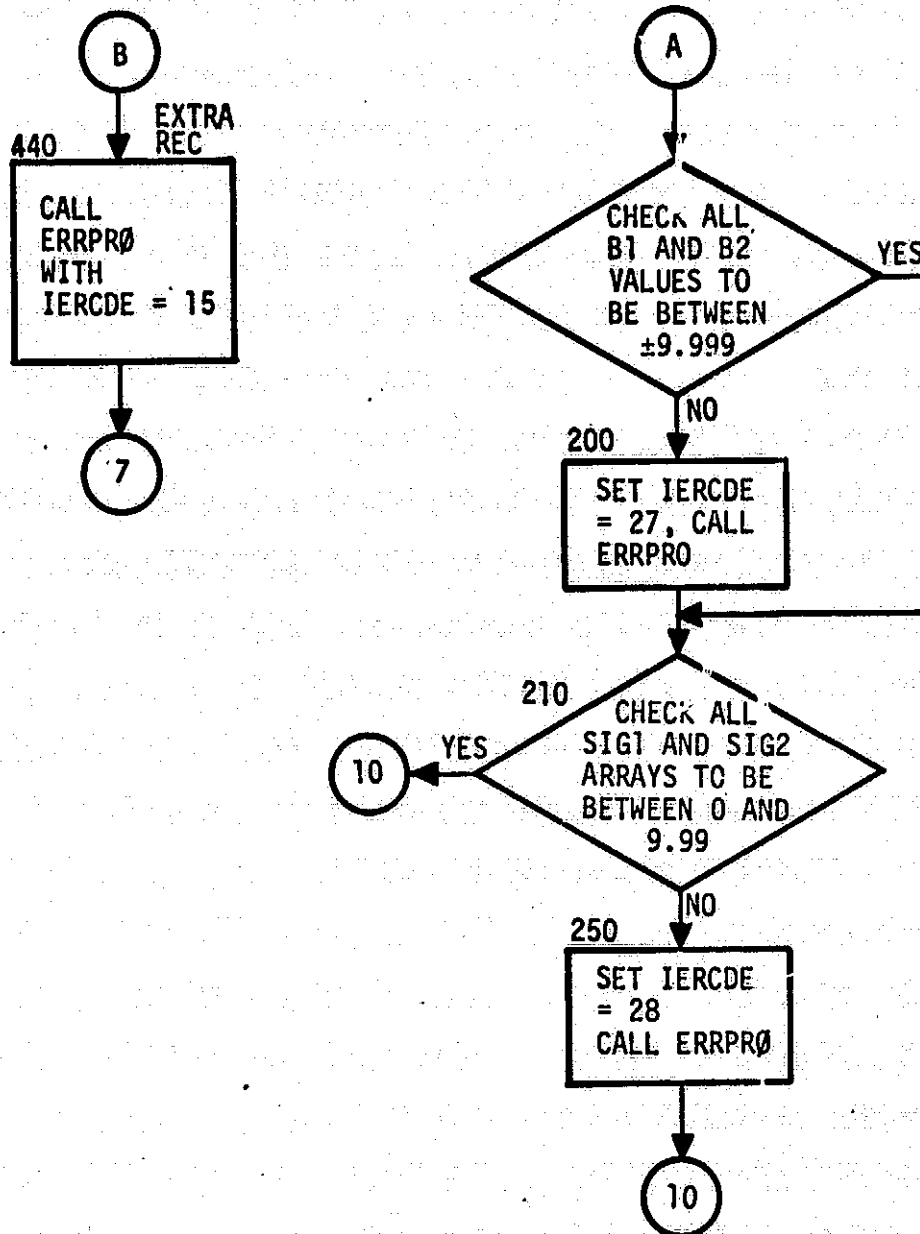 B
EXTRA
REC
440
CALL
ERRPRØ
WITH
IERCDE = 15
7
A
CHECK ALL
B1 AND B2
VALUES TO
BE BETWEEN
±9.999
YES
NO
200
SET IERCDE
= 27, CALL
ERRPRO
210
CHECK ALL
SIG1 AND SIG2
ARRAYS TO BE
BETWEEN 0 AND
9.99
YES
10
NO
250
SET IERCDE
= 28
CALL ERRPRØ
10